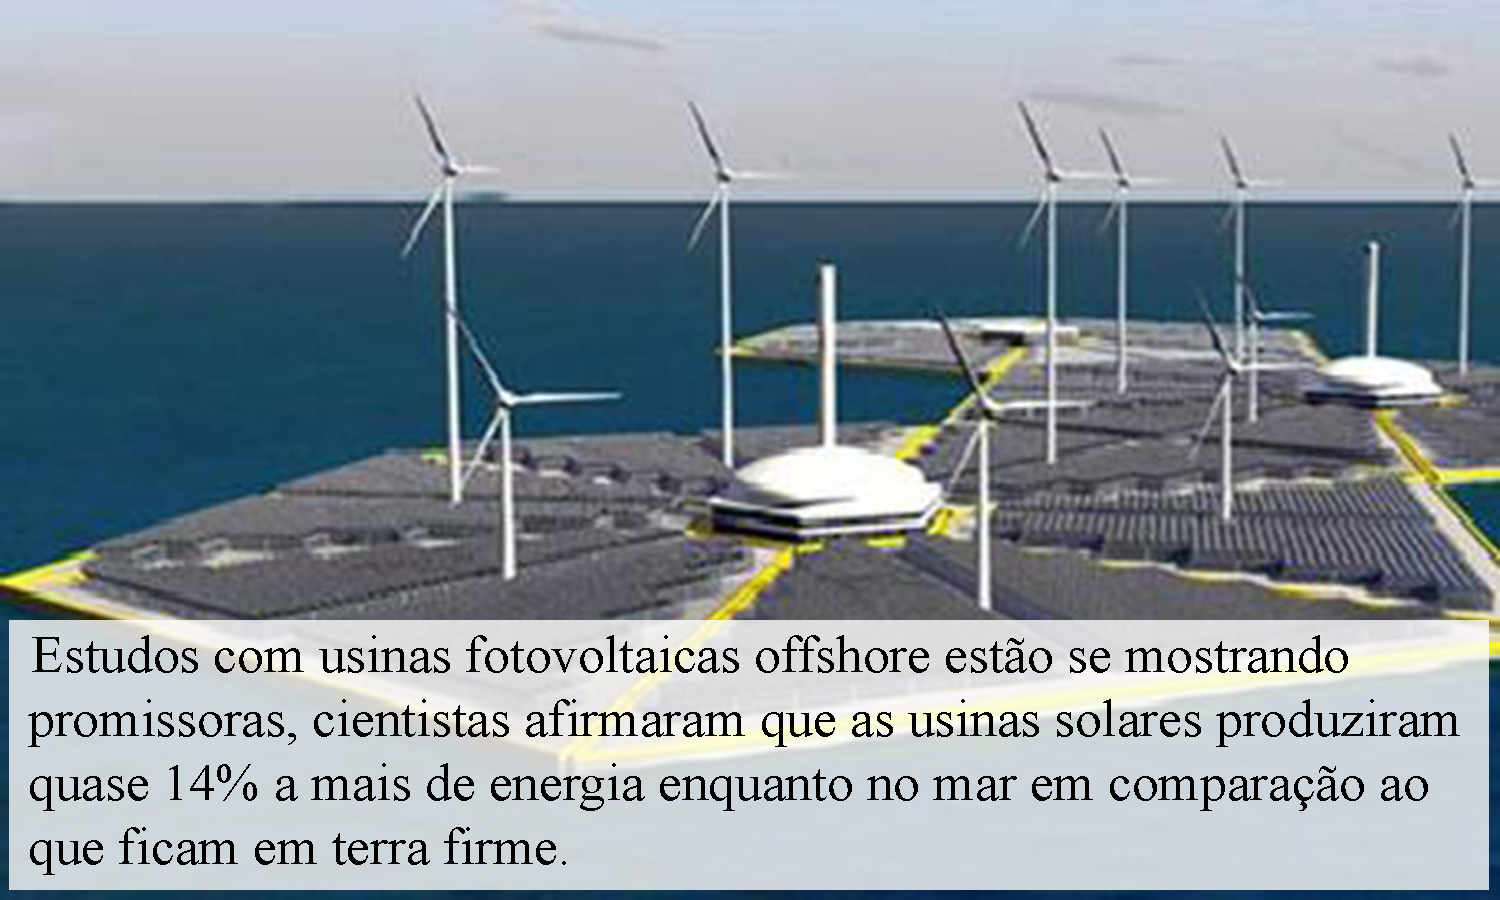 Estudos com usinas fotovoltaicas offshore estão se mostrando
promissoras, cientistas afirmaram que as usinas solares produziram
quase 14% a mais de energia enquanto no mar em comparação ao
que ficam em terra firme.